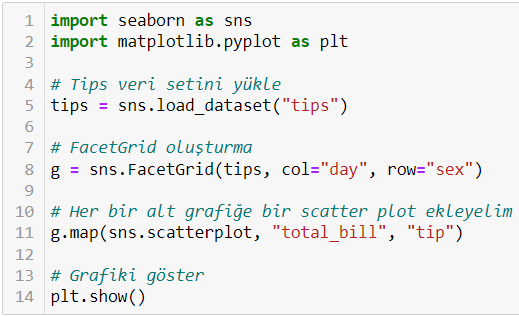 1 import seaborn as sns
2 import matplotlib.pyplot as plt
3
4 # Tips veri setini yükle
5 tips = sns.load_dataset("tips")
6
7 # FacetGrid oluşturma
8 g = sns.FacetGrid(tips, col="day", row="sex")
9
10 # Her bir alt grafiğe bir scatter plot ekleyelim
11 g.map(sns.scatterplot, "total_bill", "tip")
12
13 # Grafiki göster
14 plt.show()